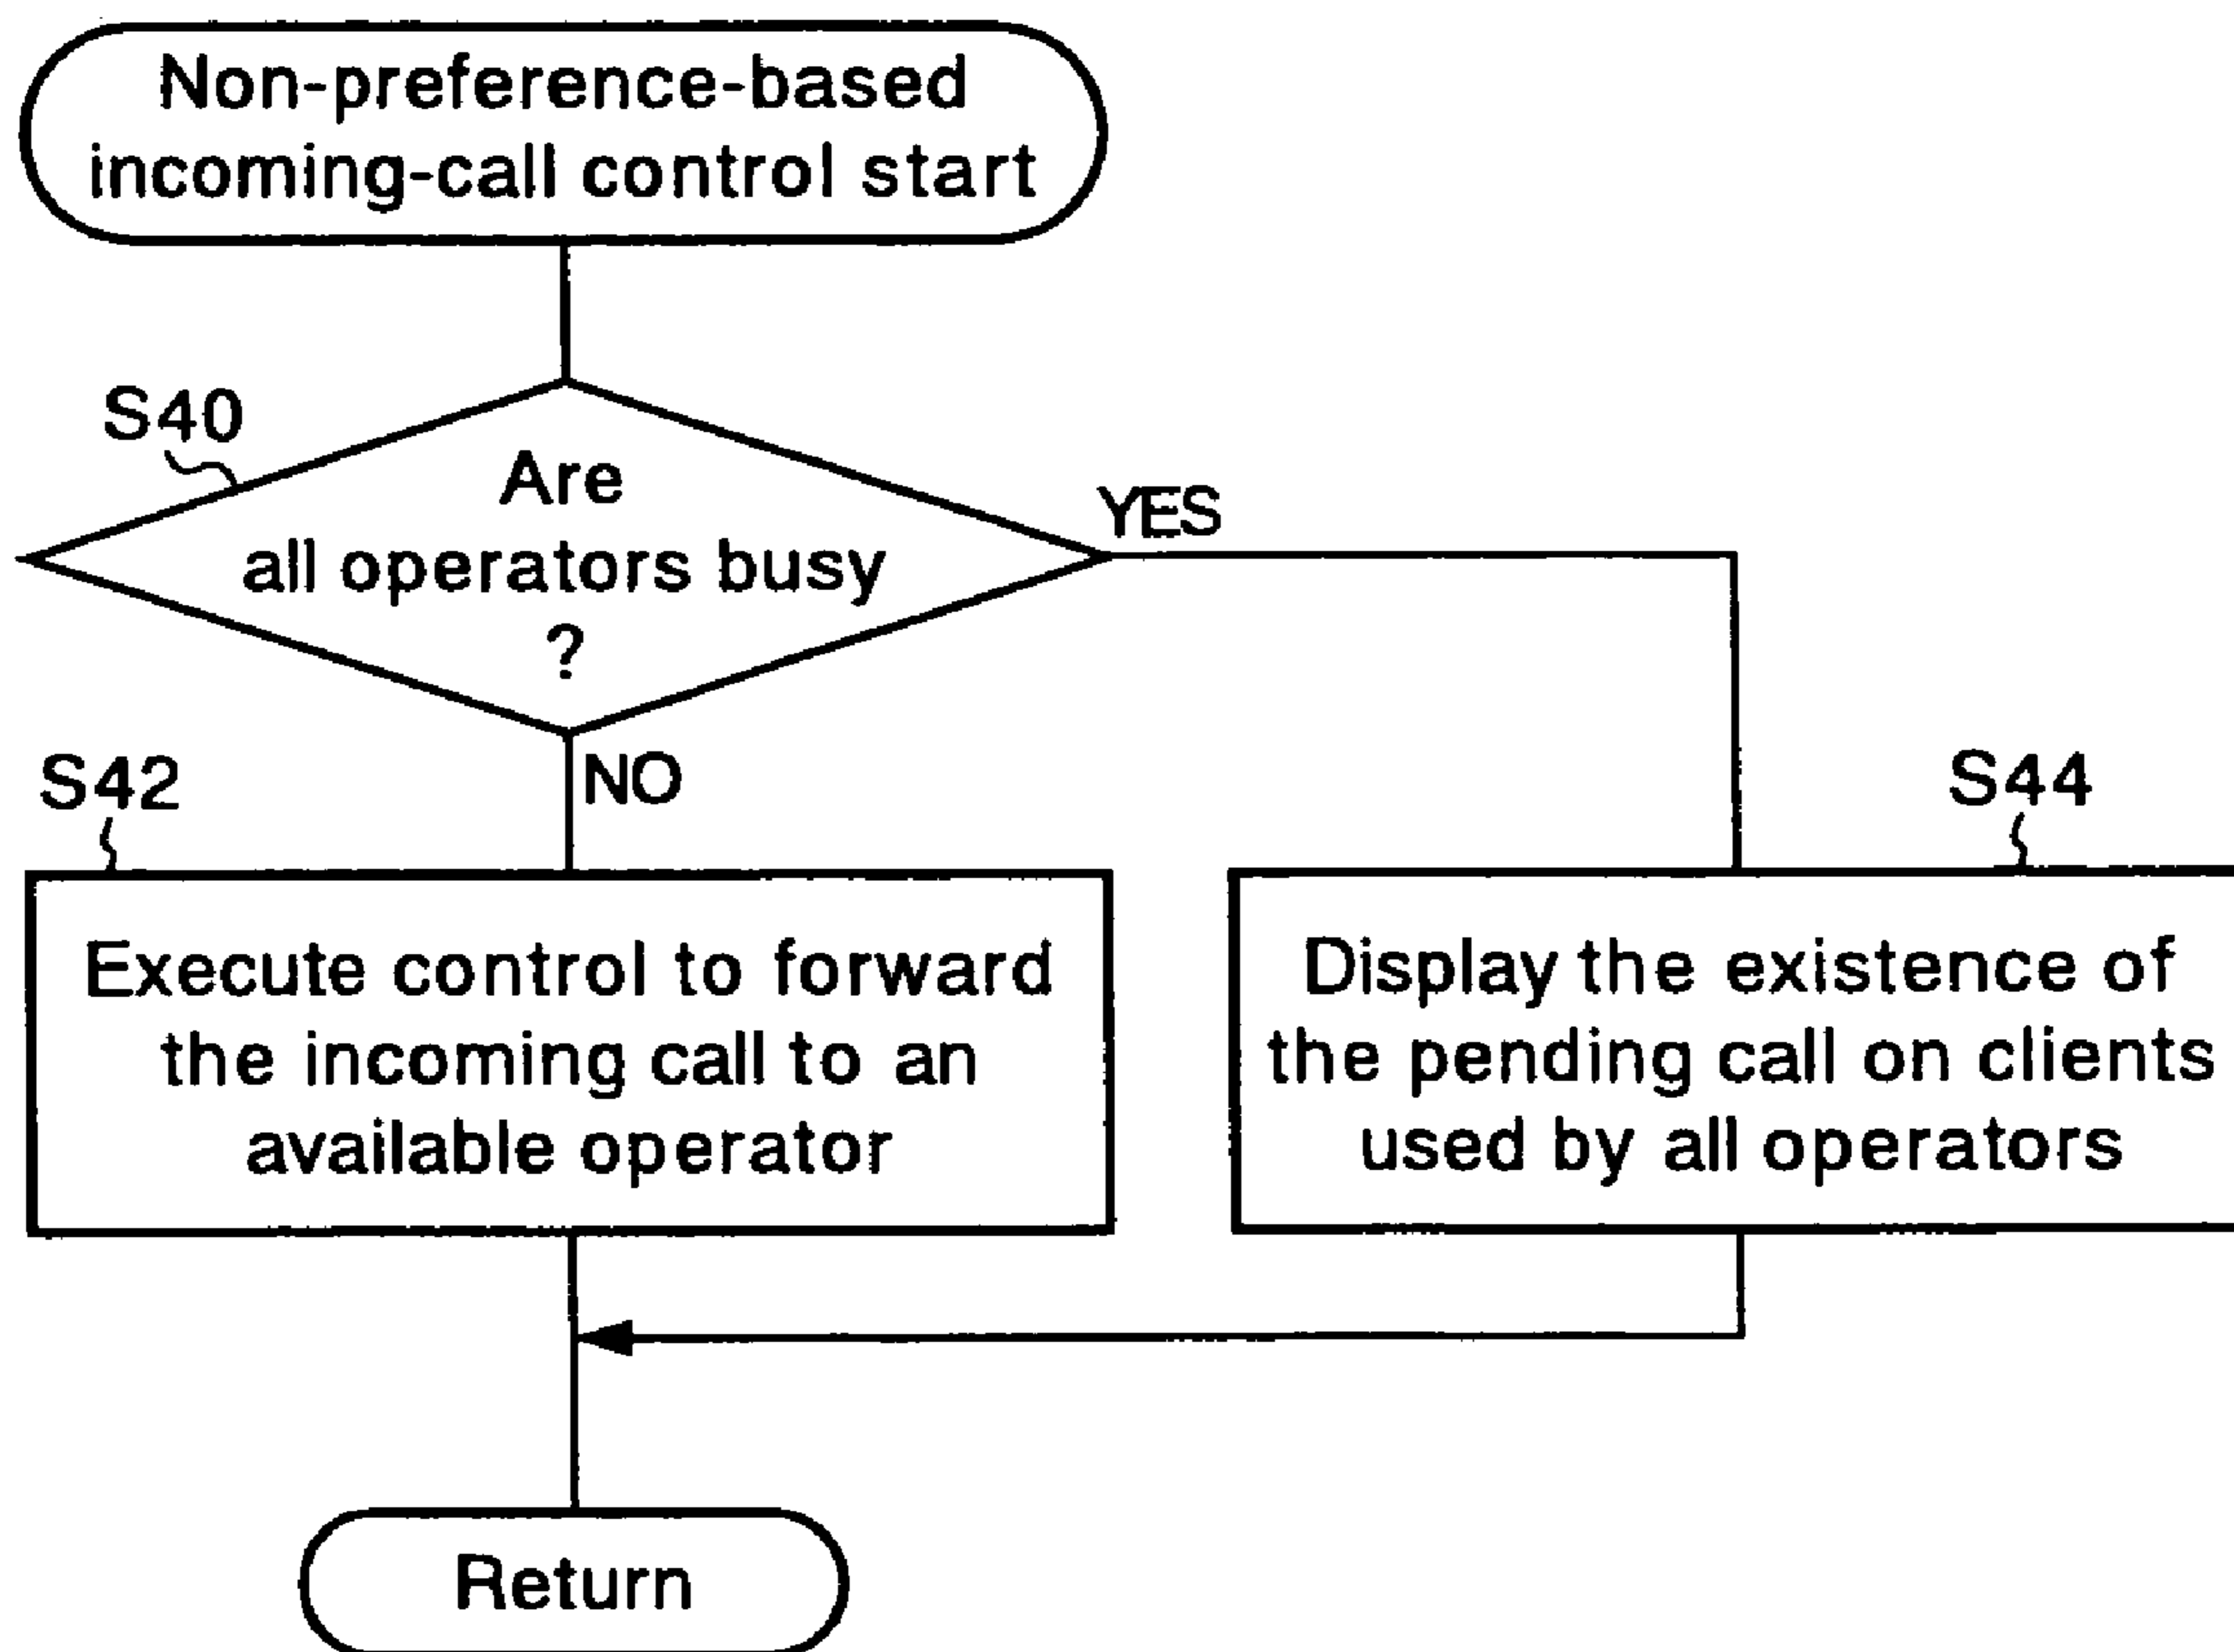 Non-preference-based
incoming-call control start
S40
Are
all operators busy
?
YES
NO
S42
Execute control to forward
the incoming call to an
available operator
S44
Display the existence of
the pending call on clients
used by all operators
Return